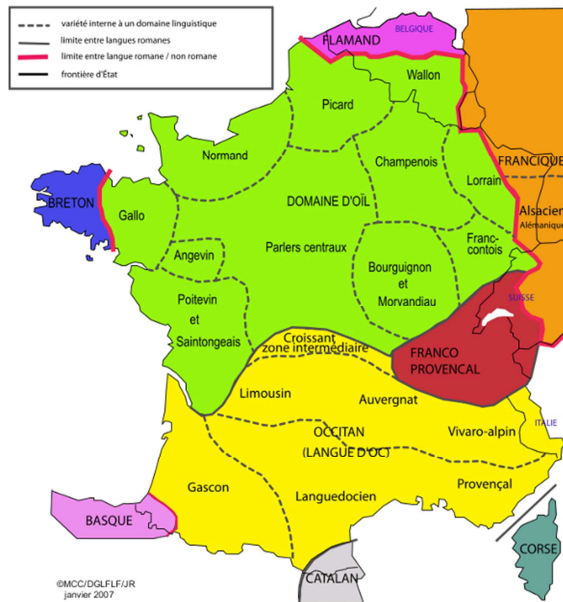 variété interne à un domaine linguistique
limite entre langues romanes
limite entre langue romane / non romane
frontière d'État
BELGIQUE
FLAMAND
Wallon
Picard
Normand
Champenois
FRANCIQUE
Lorrain
BRETON
DOMAINE D'OÏL
Gallo
Alsacien
Alémanique
Parlers centraux
Franc-
comtois
Angevin
Bourguignon
et
Morvandiau
Poitevin
et
Saintongeais
SUISSE
Croissant
zone intermédiaire
FRANCO
PROVENCAL
Limousin
Auvergnat
ITALIE
OCCITAN
(LANGUE D'OC)
Vivaro-alpin
Gascon
Languedocien
Provençal
BASQUE
CORSE
CATALAN
©MCC/DGLFLF/JR
janvier 2007